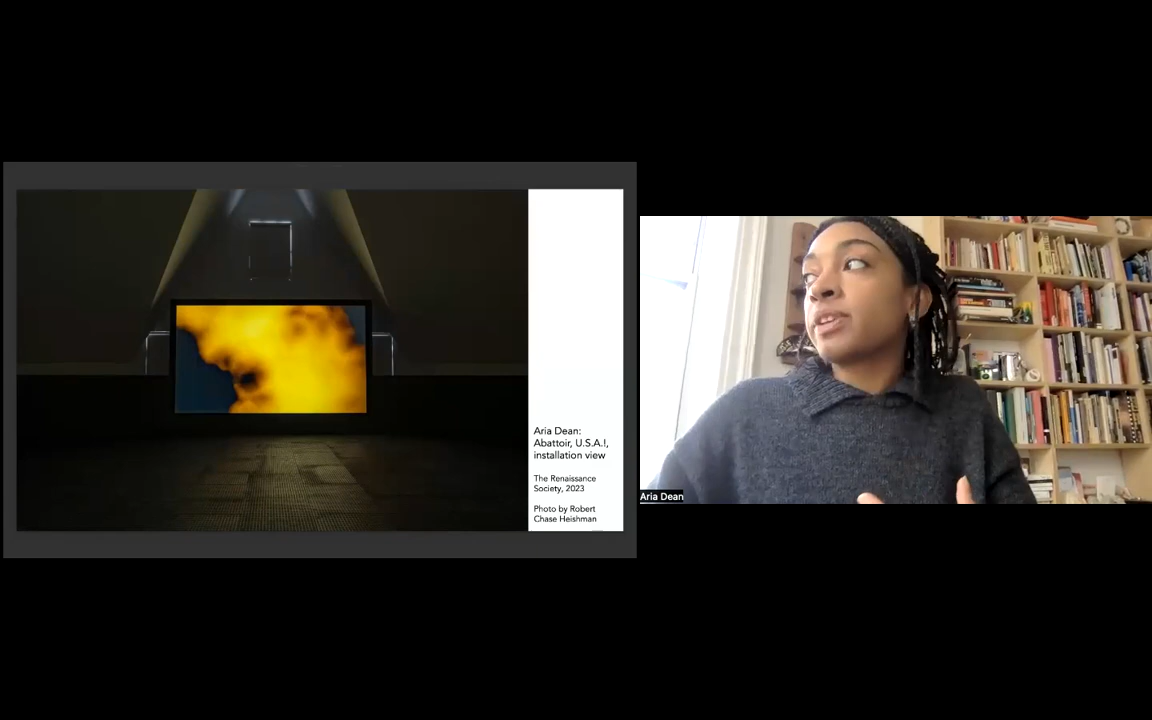 Aria Dean:
Abattoir, U.S.A.!,
installation view
The Renaissance
Society, 2023
Photo by Robert
Chase Heishman
Aria Dean